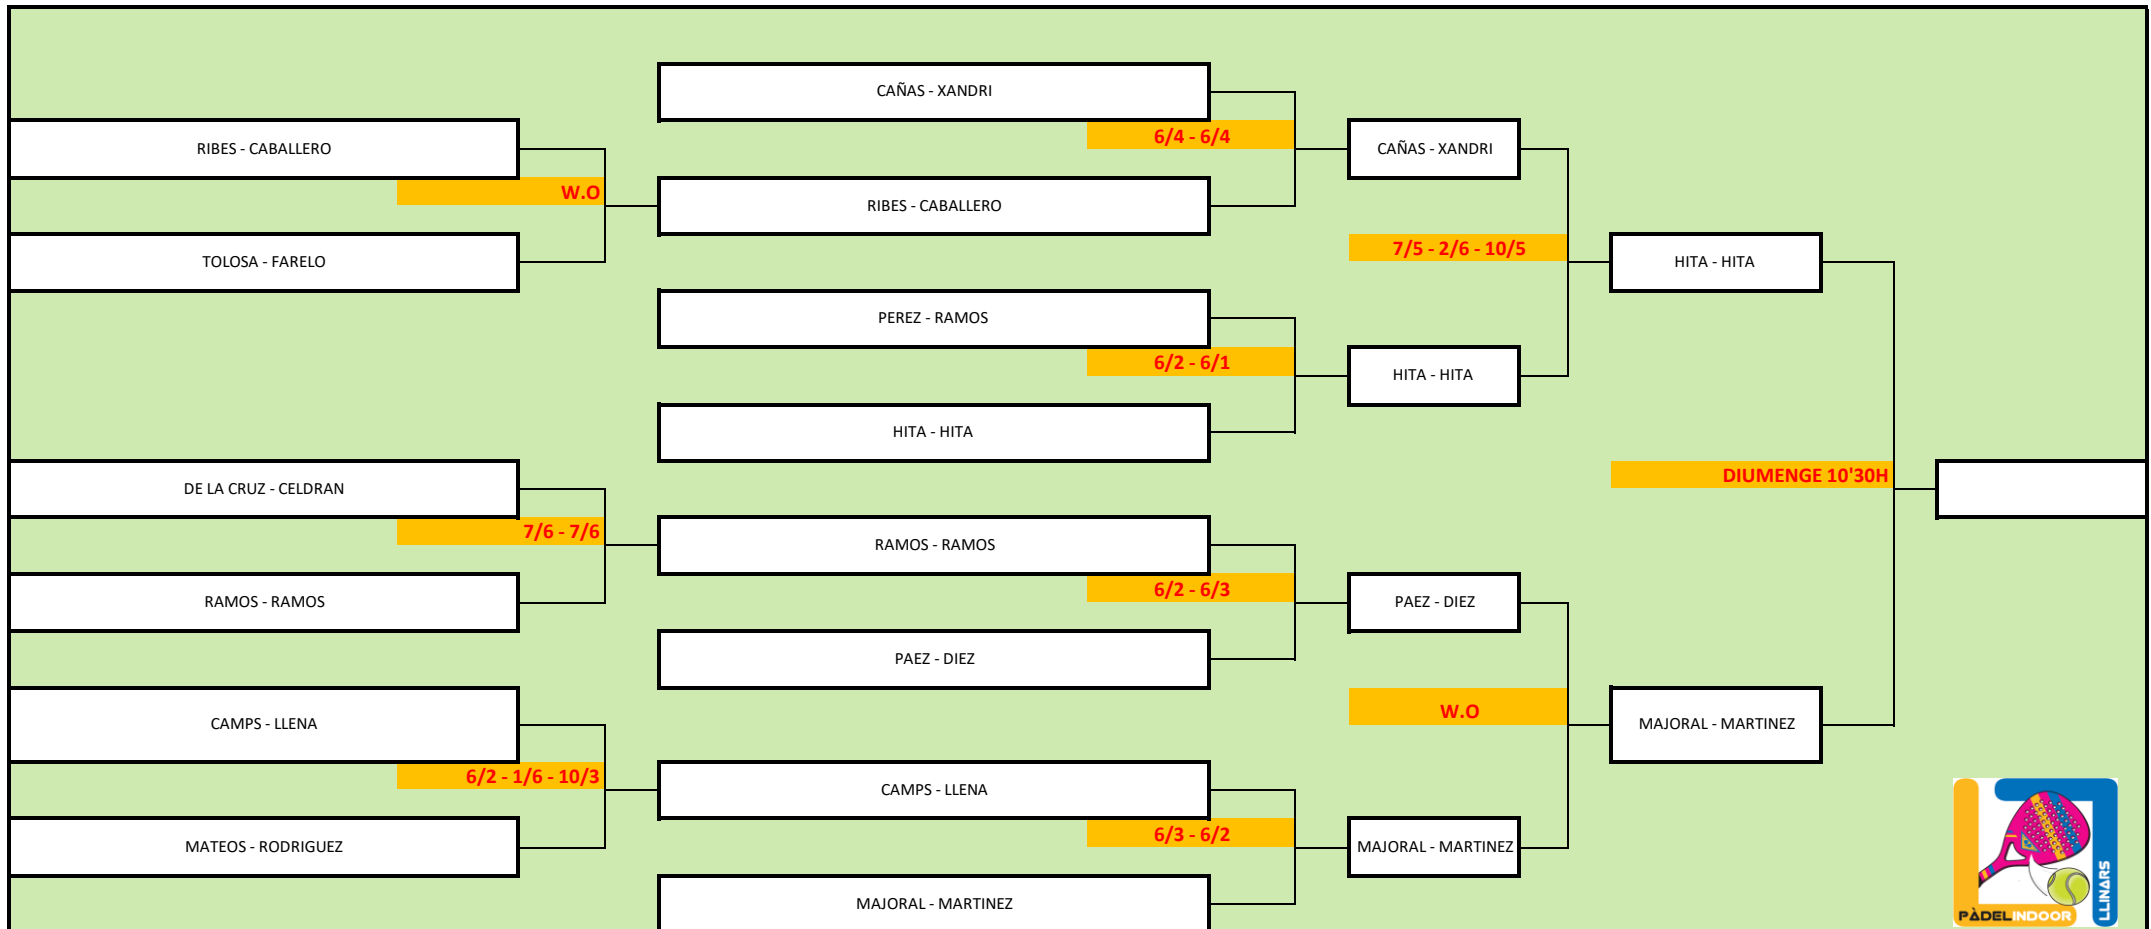 CAÑAS - XANDRI
6/4 - 6/4
RIBES - CABALLERO
CAÑAS - XANDRI
W.O
RIBES - CABALLERO
TOLOSA - FARELO
7/5 - 2/6 - 10/5
HITA - HITA
PEREZ - RAMOS
6/2 - 6/1
HITA - HITA
HITA - HITA
DE LA CRUZ - CELDRAN
DIUMENGE 10'30H
7/6 - 7/6
RAMOS - RAMOS
RAMOS - RAMOS
6/2 - 6/3
PAEZ - DIEZ
PAEZ - DIEZ
CAMPS - LLENA
W.O
MAJORAL - MARTINEZ
6/2 - 1/6 - 10/3
CAMPS - LLENA
6/3 - 6/2
MATEOS - RODRIGUEZ
MAJORAL - MARTINEZ
MAJORAL - MARTINEZ
PÀDELINDOOR
LLINARS